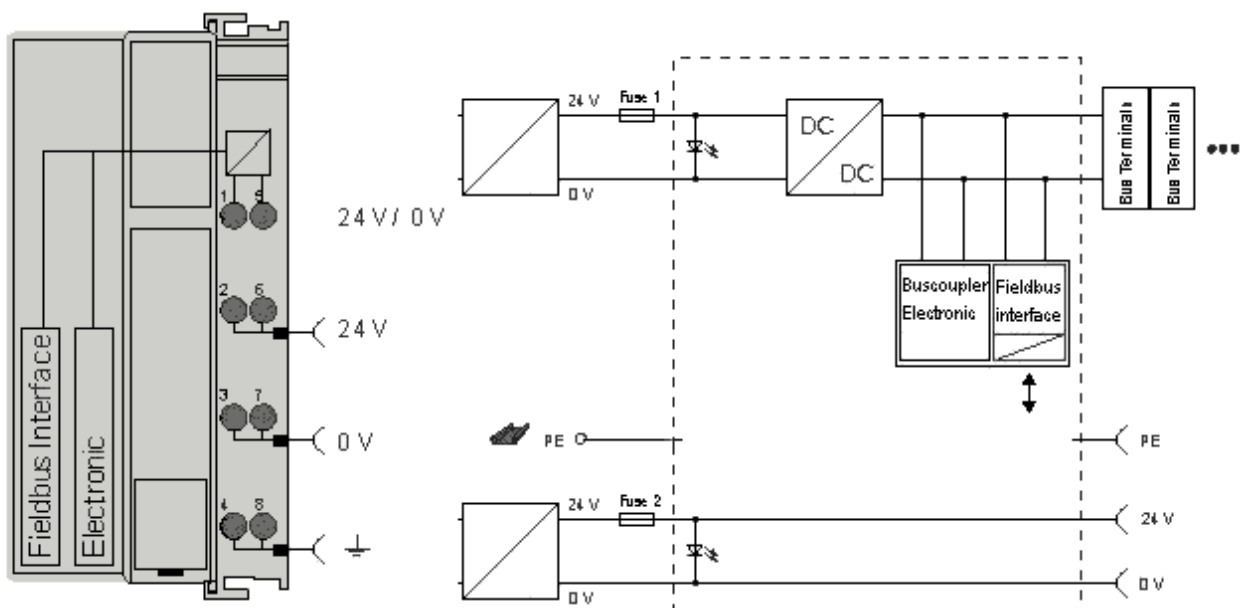 1 5
24 V / 0 V
2 6
24 V
3 7
0 V
4 8
Fieldbus Interface
Electronic
24 V
Fuse 1
0 V
DC
DC
Bus Terminals
Bus Terminals
Buscoupler
Electronic
Fieldbus
interface
PE
PE
24 V
Fuse 2
24 V
0 V
0 V